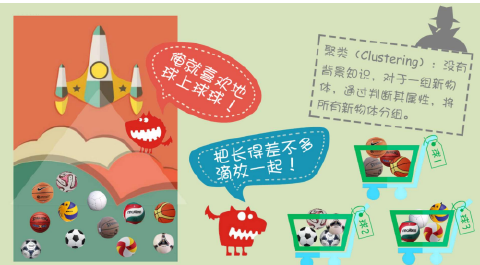 俺就喜欢地
球上球球！
把长得差不多
滴放一起！
聚类（Clustering）：没有
背景知识，对于一组新物
体，通过判断其属性，将
所有新物体分组。
1类
2类
3类